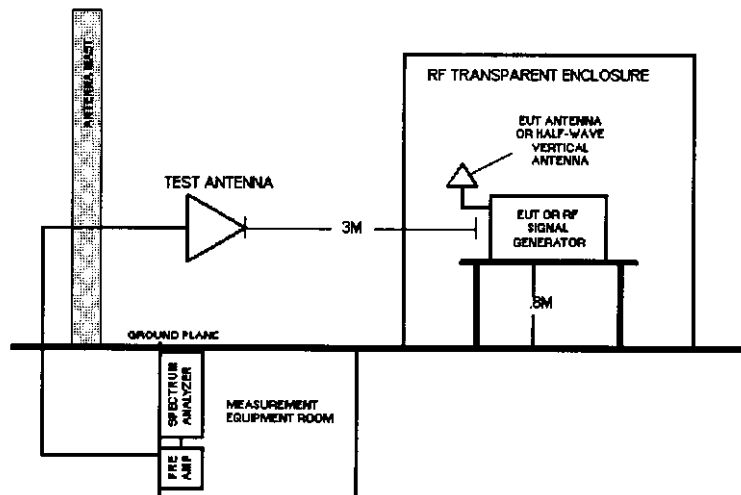 ANTENNA MAST
RF TRANSPARENT ENCLOSURE
EUT ANTENNA
OR HALF-WAVE
VERTICAL
ANTENNA
TEST ANTENNA
3M
EUT OR RF
SIGNAL
GENERATOR
.8M
GROUND PLANE
SPECTRUM
ANALYZER
MEASUREMENT
EQUIPMENT ROOM
PRE
AMP